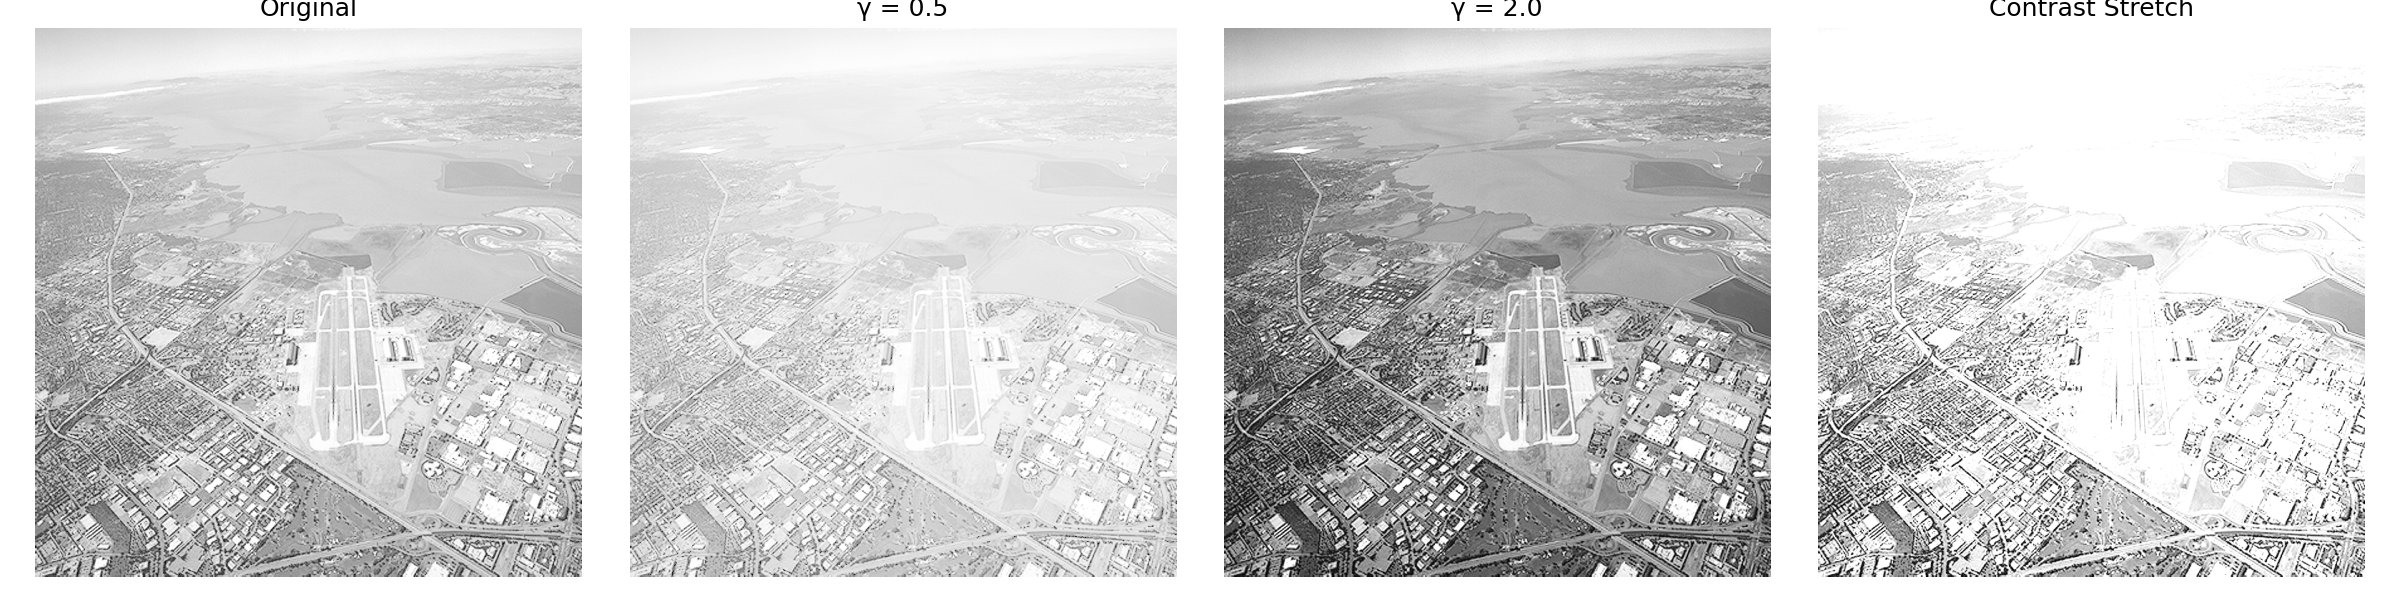 Original
γ = 0.5
γ = 2.0
Contrast Stretch